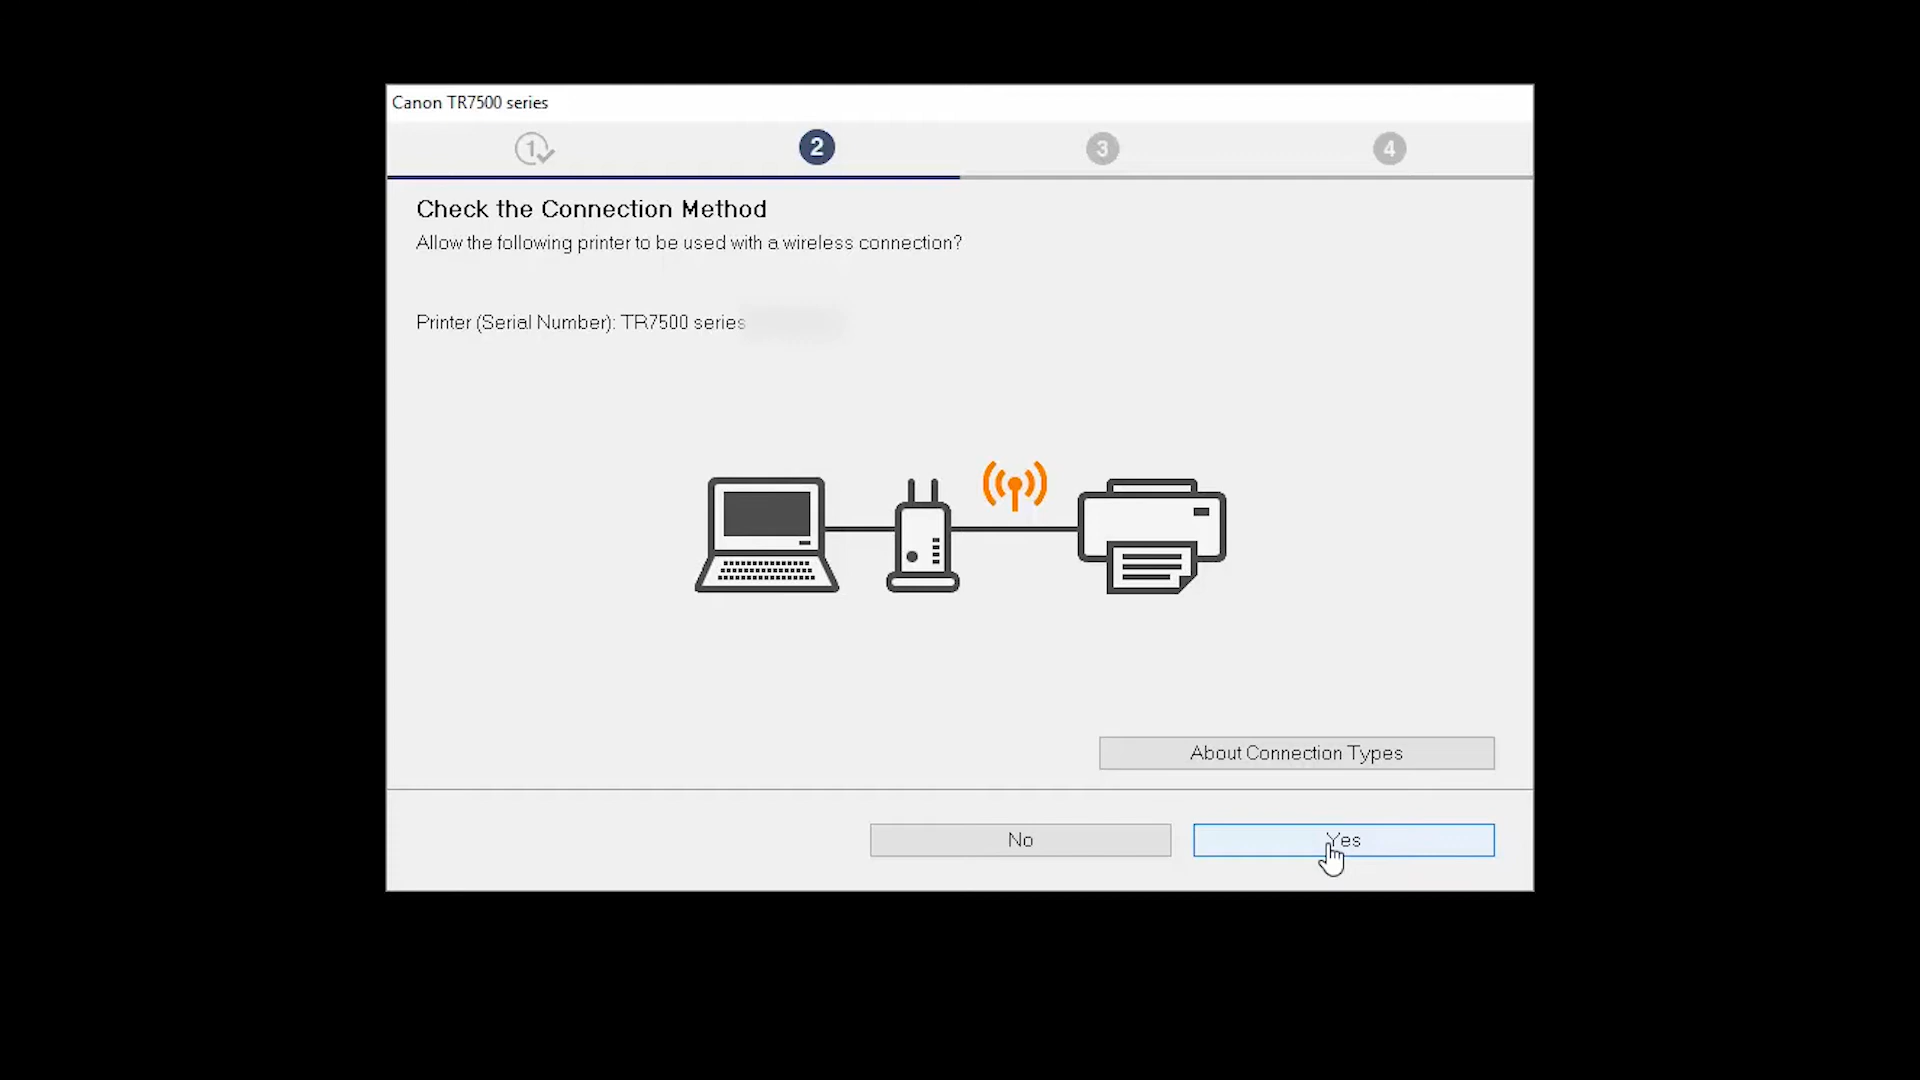 Canon TR7500 series
1
2
3
4
Check the Connection Method
Allow the following printer to be used with a wireless connection?
Printer (Serial Number): TR7500 series
About Connection Types
No
Yes